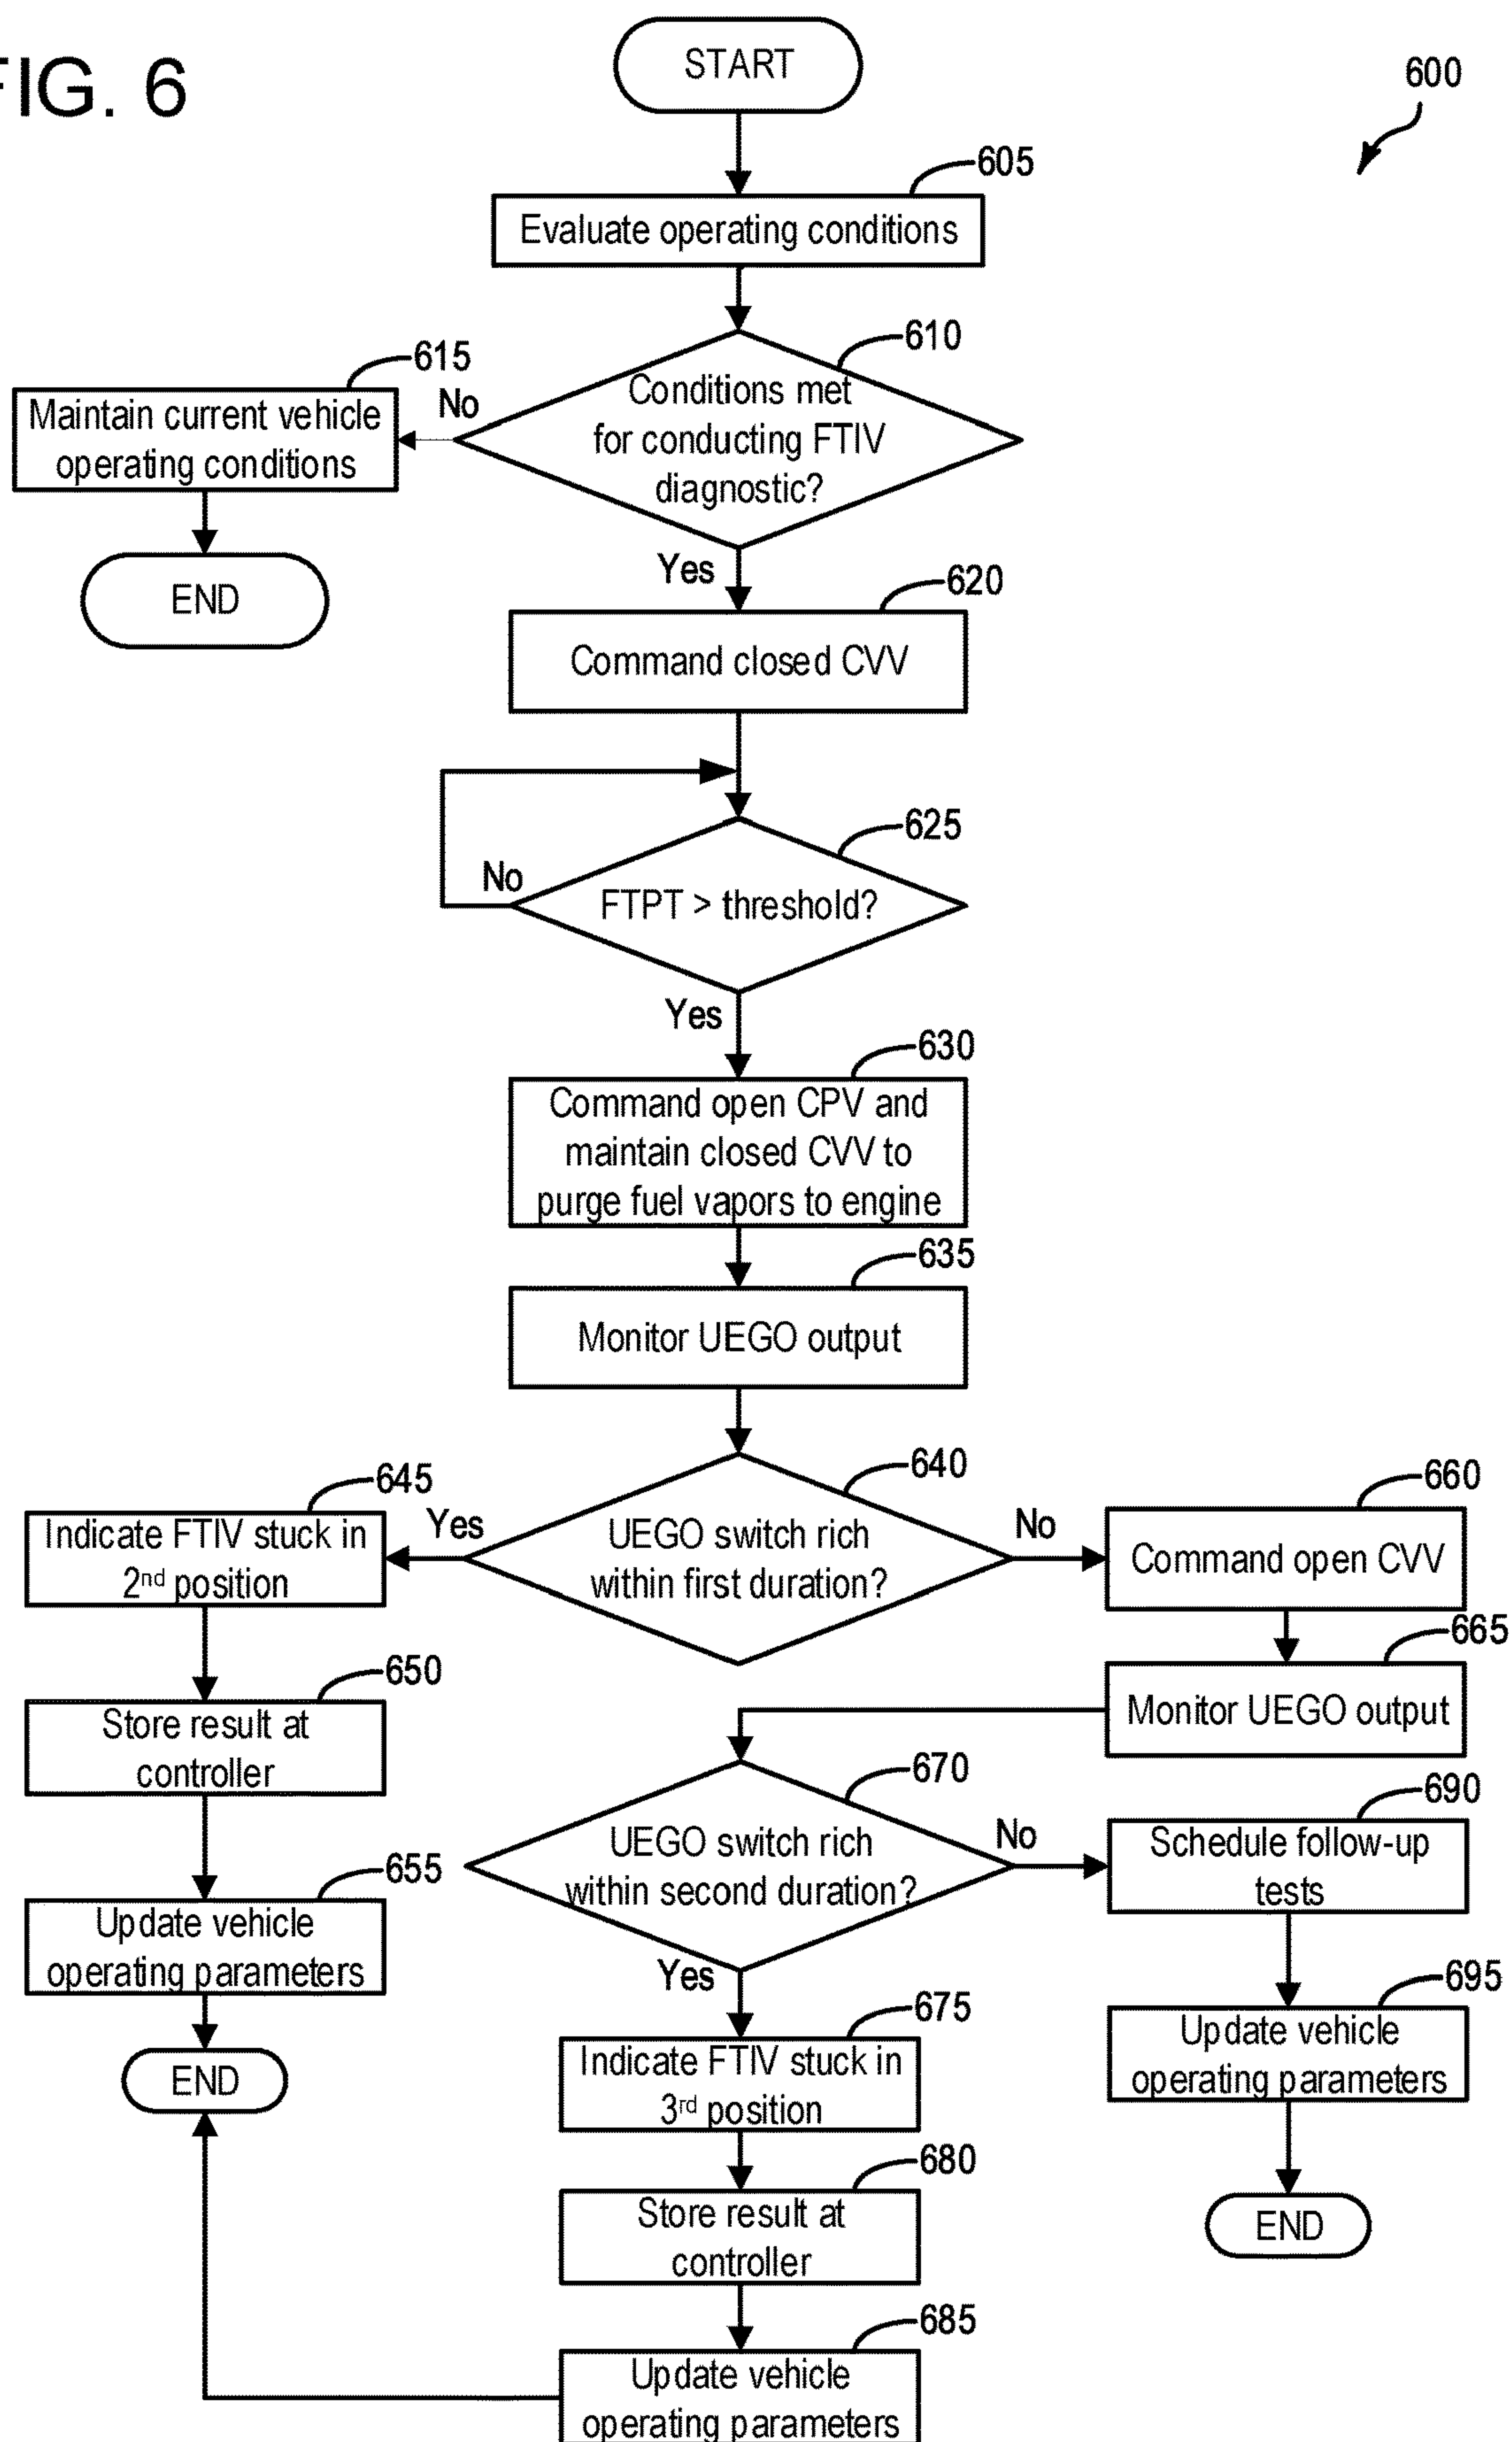 FIG. 6
600
START
605
Evaluate operating conditions
610
Conditions met
for conducting FTIV
diagnostic?
No
615
Maintain current vehicle
operating conditions
END
Yes
620
Command closed CVV
625
FTPT > threshold?
No
Yes
630
Command open CPV and
maintain closed CVV to
purge fuel vapors to engine
635
Monitor UEGO output
640
UEGO switch rich
within first duration?
Yes
No
645
Indicate FTIV stuck in
2nd position
650
Store result at
controller
655
Update vehicle
operating parameters
END
660
Command open CVV
665
Monitor UEGO output
670
UEGO switch rich
within second duration?
No
Yes
690
Schedule follow-up
tests
695
Update vehicle
operating parameters
END
675
Indicate FTIV stuck in
3rd position
680
Store result at
controller
685
Update vehicle
operating parameters